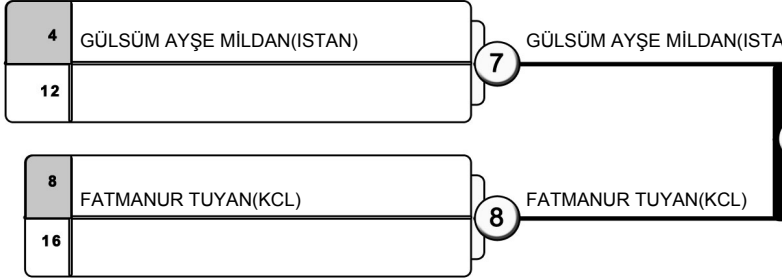 4 GÜLSÜM AYŞE MİLDAN(ISTAN)
7 GÜLSÜM AYŞE MİLDAN(ISTA
12
8 FATMANUR TUYAN(KCL)
8 FATMANUR TUYAN(KCL)
16